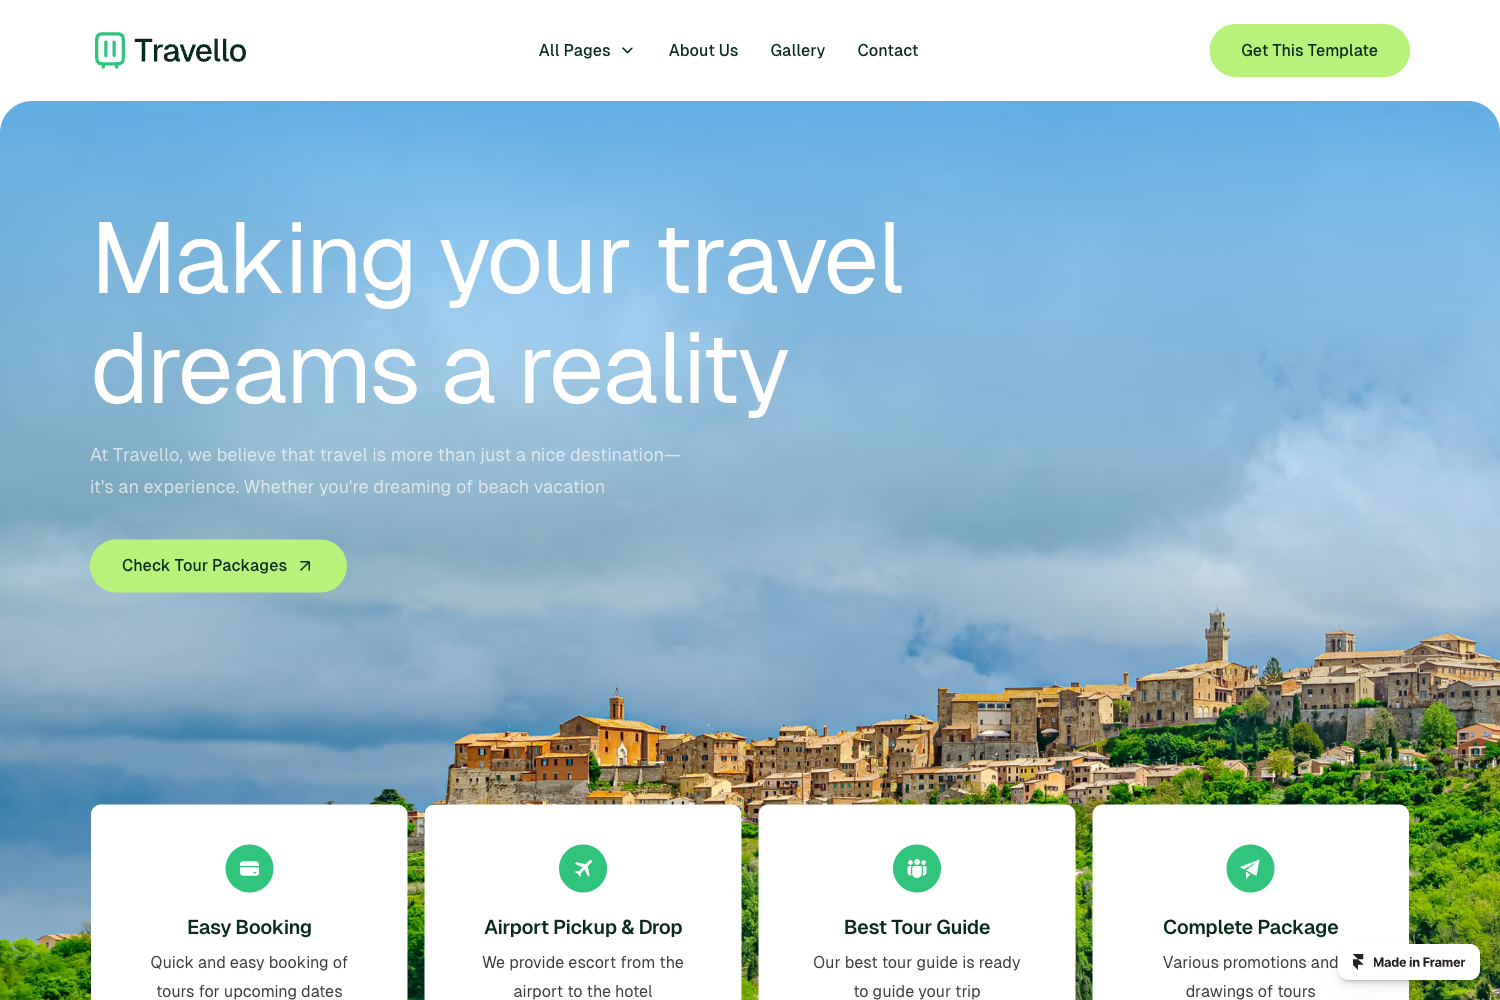 Travello
All Pages
About Us
Gallery
Contact
Get This Template
Making your travel
dreams a reality
At Travello, we believe that travel is more than just a nice destination—
it's an experience. Whether you're dreaming of beach vacation
Check Tour Packages
Easy Booking
Quick and easy booking of
tours for upcoming dates
Airport Pickup & Drop
We provide escort from the
airport to the hotel
Best Tour Guide
Our best tour guide is ready
to guide your trip
Complete Package
Various promotions and
drawings of tours
Made in Framer